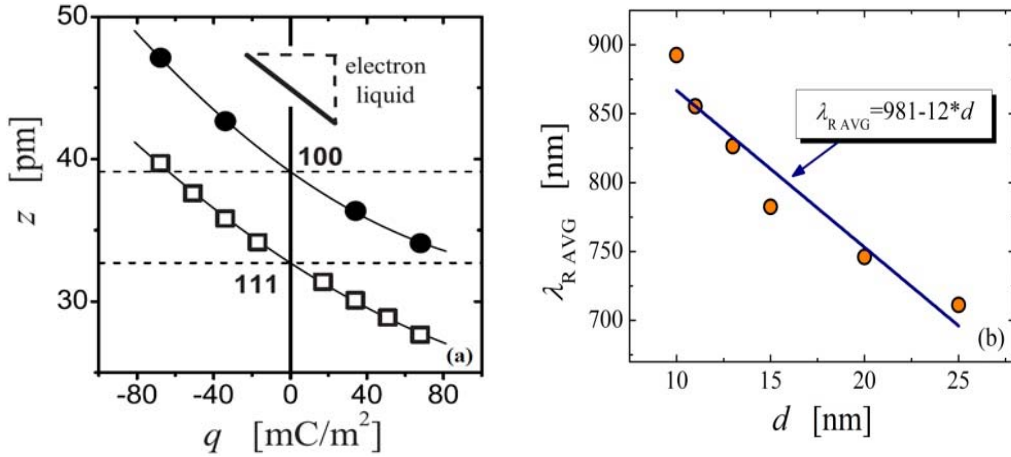 50
40
30
z [pm]
electron
liquid
100
111
(a)
-80 -40 0 40 80
q [mC/m²]
900
850
800
750
700
λR AVG [nm]
λR AVG=981-12*d
(b)
10 15 20 25
d [nm]